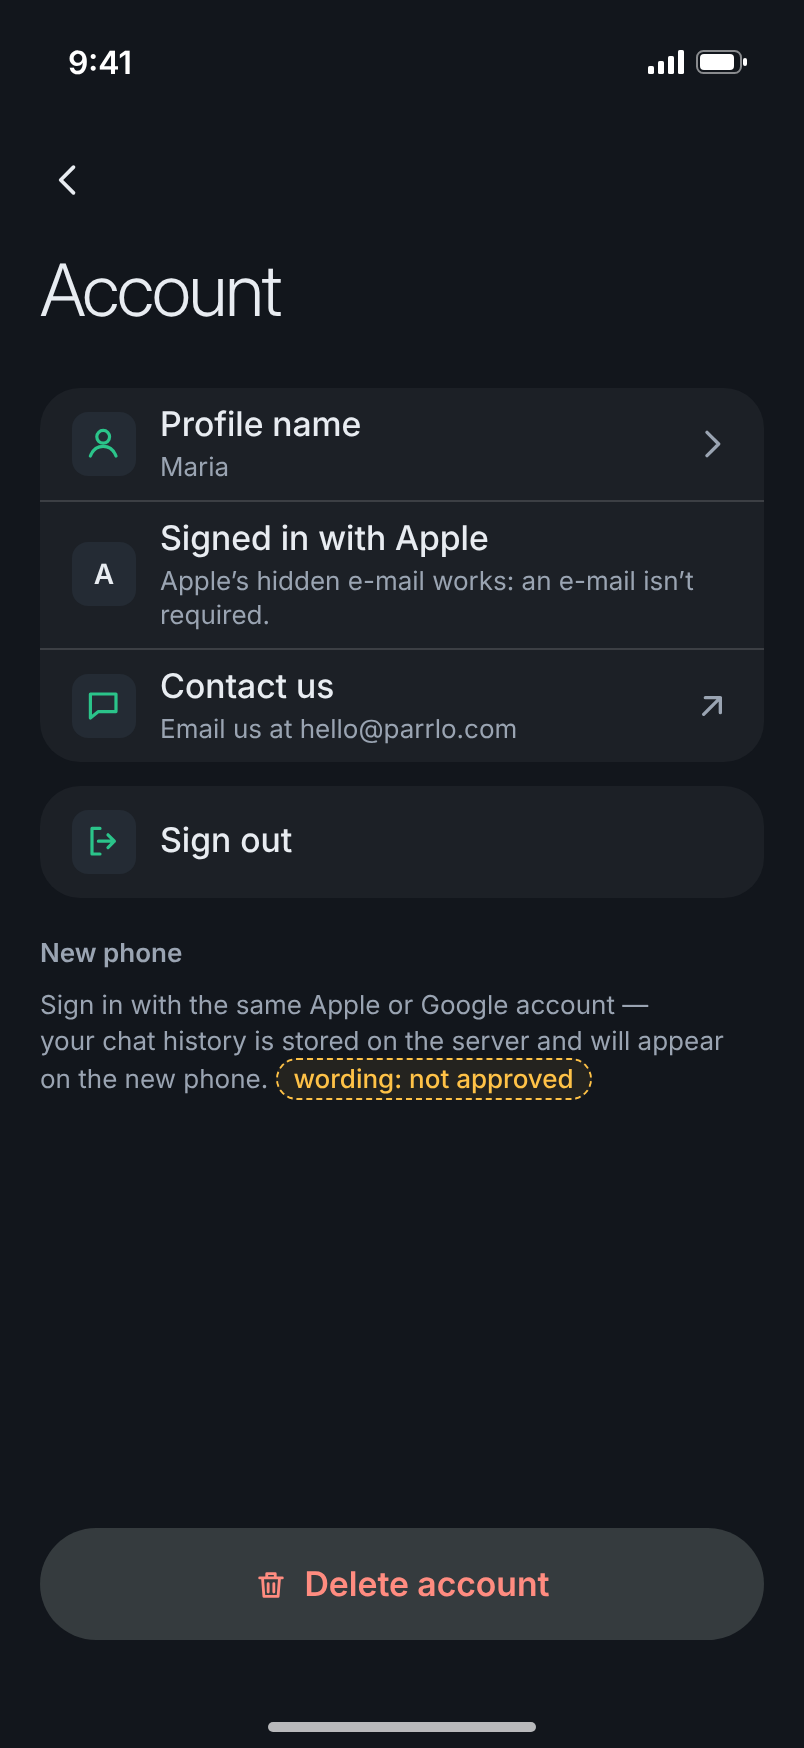 9:41
Account
Profile name
Maria
A
Signed in with Apple
Apple’s hidden e-mail works: an e-mail isn’t
required.
Contact us
Email us at hello@parrlo.com
Sign out
New phone
Sign in with the same Apple or Google account —
your chat history is stored on the server and will appear
on the new phone. wording: not approved
Delete account